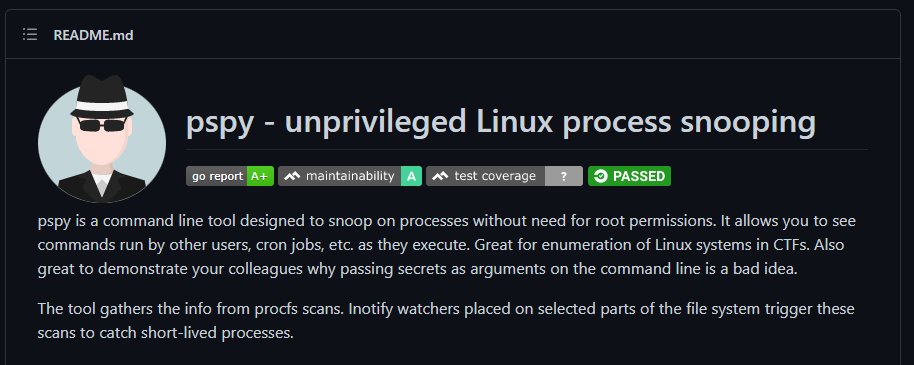 README.md
pspy - unprivileged Linux process snooping
go report A+ maintainability A test coverage ? PASSED
pspy is a command line tool designed to snoop on processes without need for root permissions. It allows you to see
commands run by other users, cron jobs, etc. as they execute. Great for enumeration of Linux systems in CTFs. Also
great to demonstrate your colleagues why passing secrets as arguments on the command line is a bad idea.
The tool gathers the info from procfs scans. Inotify watchers placed on selected parts of the file system trigger these
scans to catch short-lived processes.